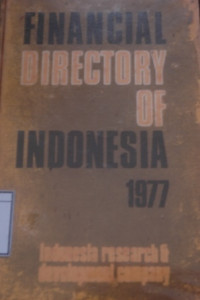 FINANCIAL
DIRECTORY
OF
INDONESIA
1977
Indonesia research &
development company